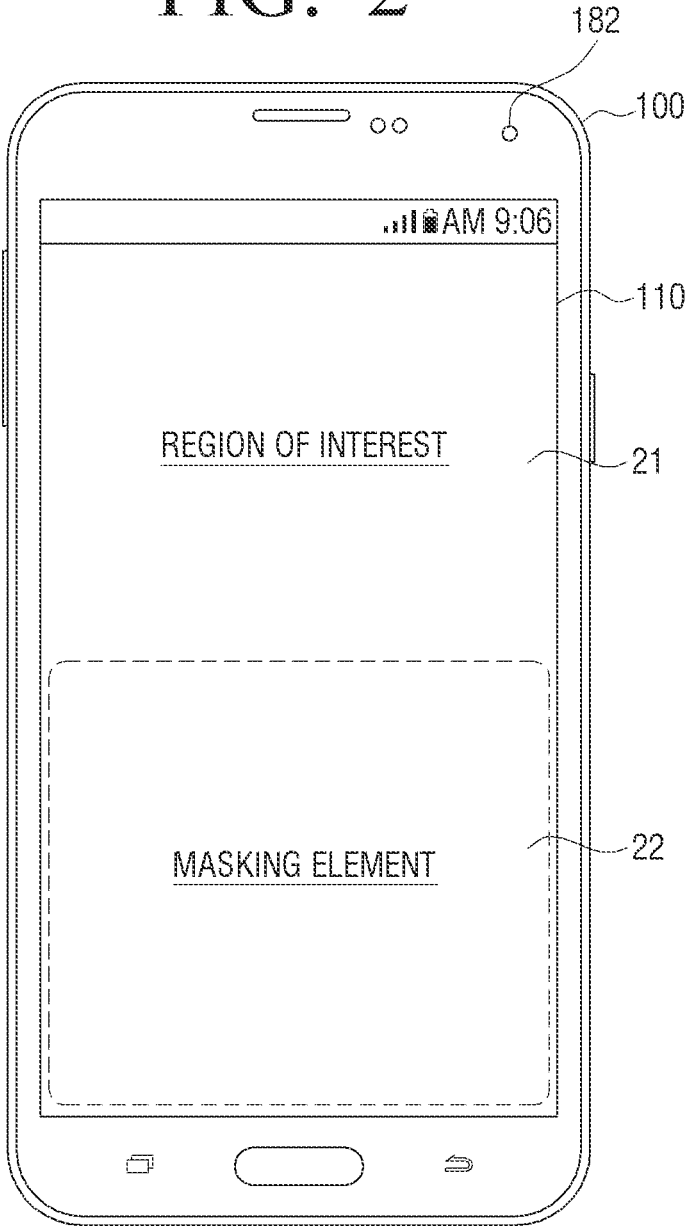 FIG. 2
182
100
AM 9:06
110
REGION OF INTEREST
21
MASKING ELEMENT
22